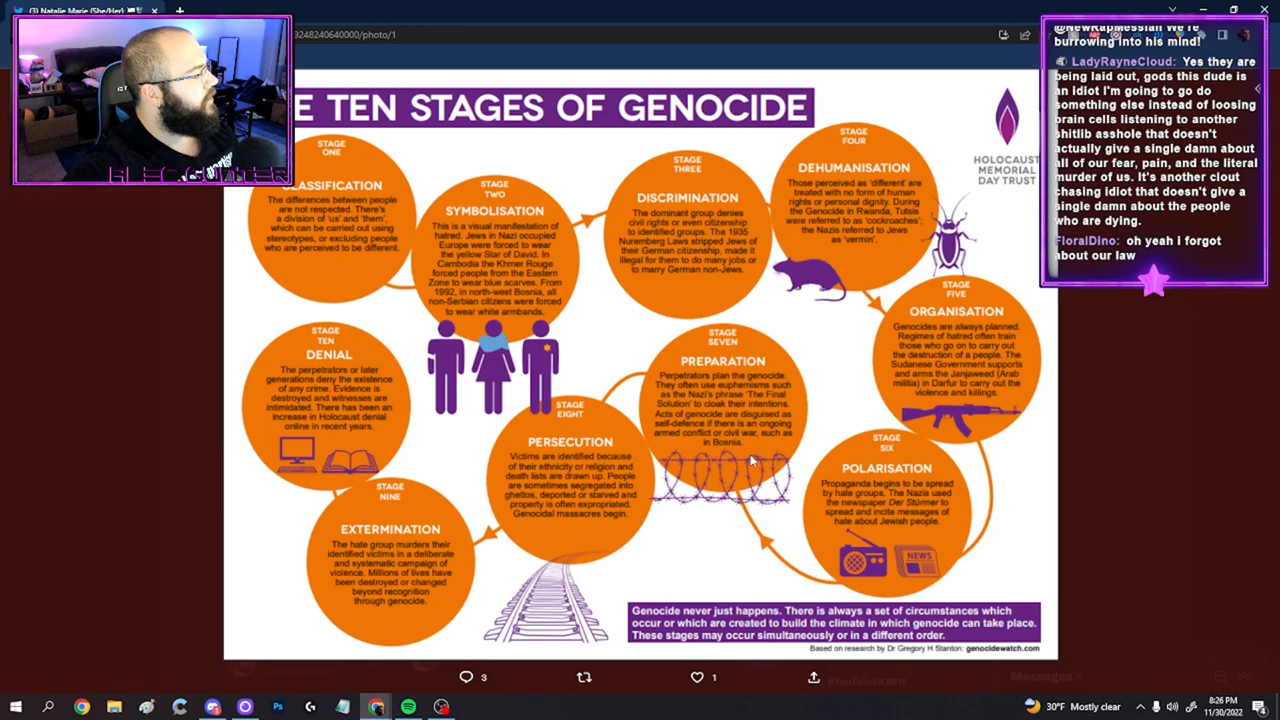 (3) Natalie Marie (She/Her)
9248240640000/photo/1
E TEN STAGES OF GENOCIDE
HOLOCAUST
MEMORIAL
DAY TRUST
STAGE
ONE
CLASSIFICATION
The differences between people
are not respected. There's
a division of 'us' and 'them',
which can be carried out using
stereotypes, or excluding people
who are perceived to be different.
STAGE
TWO
SYMBOLISATION
This is a visual manifestation of
hatred. Jews in Nazi occupied
Europe were forced to wear
the yellow Star of David. In
Cambodia the Khmer Rouge
forced people from the Eastern
Zone to wear blue scarves. From
1992, in north-west Bosnia, all
non-Serbian citizens were forced
to wear white armbands.
STAGE
THREE
DISCRIMINATION
The dominant group denies
civil rights or even citizenship
to identified groups. The 1935
Nuremberg Laws stripped Jews of
their German citizenship, made it
illegal for them to do many jobs or
to marry German non-Jews.
STAGE
FOUR
DEHUMANISATION
Those perceived as 'different' are
treated with no form of human
rights or personal dignity. During
the Genocide in Rwanda, Tutsis
were referred to as 'cockroaches';
the Nazis referred to Jews
as 'vermin'.
STAGE
FIVE
ORGANISATION
Genocides are always planned.
Regimes of hatred often train
those who go on to carry out
the destruction of a people. The
Sudanese Government supports
and arms the Janjaweed (Arab
militia) in Darfur to carry out the
violence and killings.
STAGE
SIX
POLARISATION
Propaganda begins to be spread
by hate groups. The Nazis used
the newspaper Der Stürmer to
spread and incite messages of
hate about Jewish people.
NEWS
STAGE
SEVEN
PREPARATION
Perpetrators plan the genocide.
They often use euphemisms such
as the Nazi's phrase 'The Final
Solution' to cloak their intentions.
Acts of genocide are disguised as
self-defence if there is an ongoing
armed conflict or civil war, such as
in Bosnia.
STAGE
EIGHT
PERSECUTION
Victims are identified because
of their ethnicity or religion and
death lists are drawn up. People
are sometimes segregated into
ghettos, deported or starved and
property is often expropriated.
Genocidal massacres begin.
STAGE
NINE
EXTERMINATION
The hate group murders their
identified victims in a deliberate
and systematic campaign of
violence. Millions of lives have
been destroyed or changed
beyond recognition
through genocide.
STAGE
TEN
DENIAL
The perpetrators or later
generations deny the existence
of any crime. Evidence is
destroyed and witnesses are
intimidated. There has been an
increase in Holocaust denial
online in recent years.
Genocide never just happens. There is always a set of circumstances which
occur or which are created to build the climate in which genocide can take place.
These stages may occur simultaneously or in a different order.
Based on research by Dr Gregory H Stanton: genocidewatch.com
@NewRapMessiah We're
burrowing into his mind!
LadyRayneCloud: Yes they are
being laid out, gods this dude is
an idiot I'm going to go do
something else instead of loosing
brain cells listening to another
shitlib asshole that doesn't
actually give a single damn about
all of our fear, pain, and the literal
murder of us. It's another clout
chasing idiot that doesn't give a
single damn about the people
who are dying.
FloralDino: oh yeah I forgot
about our law
3
1
Messages
30°F Mostly clear
8:26 PM
11/30/2022